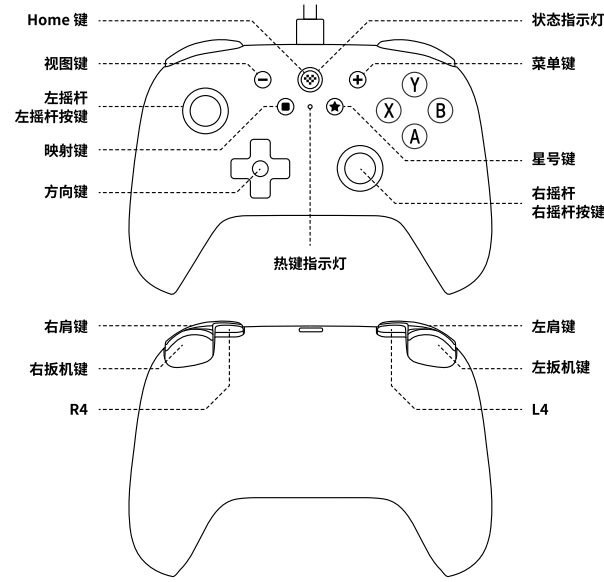 Home 键
状态指示灯
视图键
菜单键
左摇杆
左摇杆按键
Y
X
B
A
映射键
星号键
方向键
右摇杆
右摇杆按键
热键指示灯
右肩键
左肩键
右扳机键
左扳机键
R4
L4